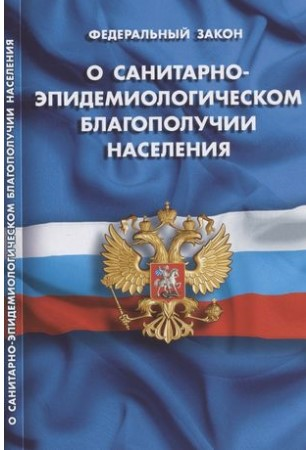 ФЕДЕРАЛЬНЫЙ ЗАКОН
О САНИТАРНО-
ЭПИДЕМИОЛОГИЧЕСКОМ
БЛАГОПОЛУЧИИ
НАСЕЛЕНИЯ
О САНИТАРНО-ЭПИДЕМИОЛОГИЧЕСКОМ БЛАГОПОЛУЧИИ НАСЕЛЕНИЯ